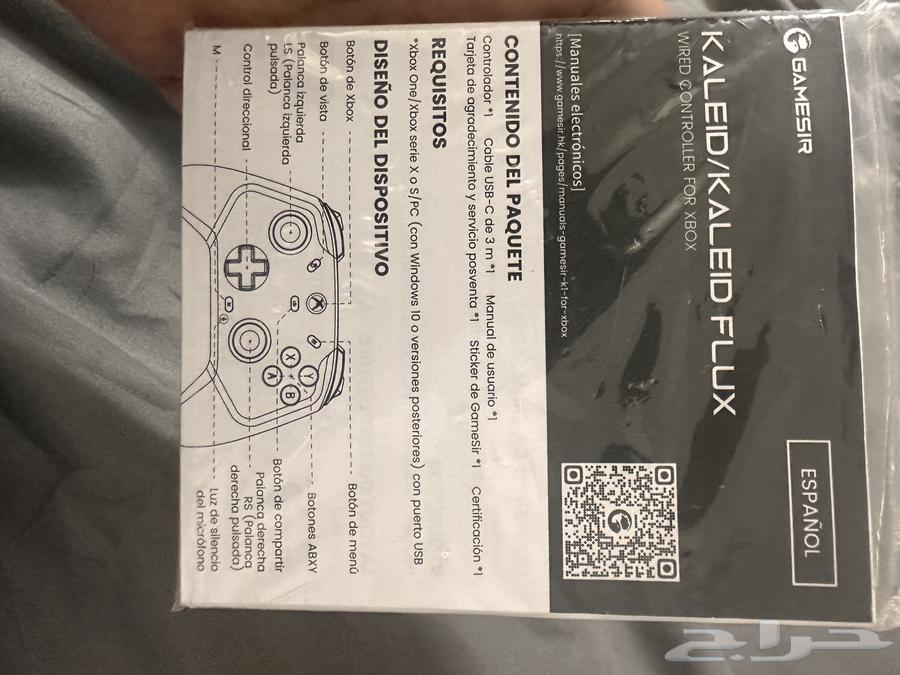 GAMESIR
ESPAÑOL
KALEID/KALEID FLUX
WIRED CONTROLLER FOR XBOX
[Manuales electrónicos]
https://www.gamesir.hk/pages/manuals-gamesir-k1-for-xbox
CONTENIDO DEL PAQUETE
Controlador *1 Cable USB-C de 3 m *1 Manual de usuario *1
Tarjeta de agradecimiento y servicio posventa *1 Sticker de GameSir *1 Certificación *1
REQUISITOS
*Xbox One/Xbox serie X o S/PC (con Windows 10 o versiones posteriores) con puerto USB
DISEÑO DEL DISPOSITIVO
Botón de Xbox
Botón de vista
Palanca izquierda
LS (Palanca izquierda
pulsada)
Control direccional
M
Y
X
B
A
Botón de menú
Botones ABXY
Botón de compartir
Palanca derecha
RS (Palanca
derecha pulsada)
Luz de silencio
del micrófono
حراج